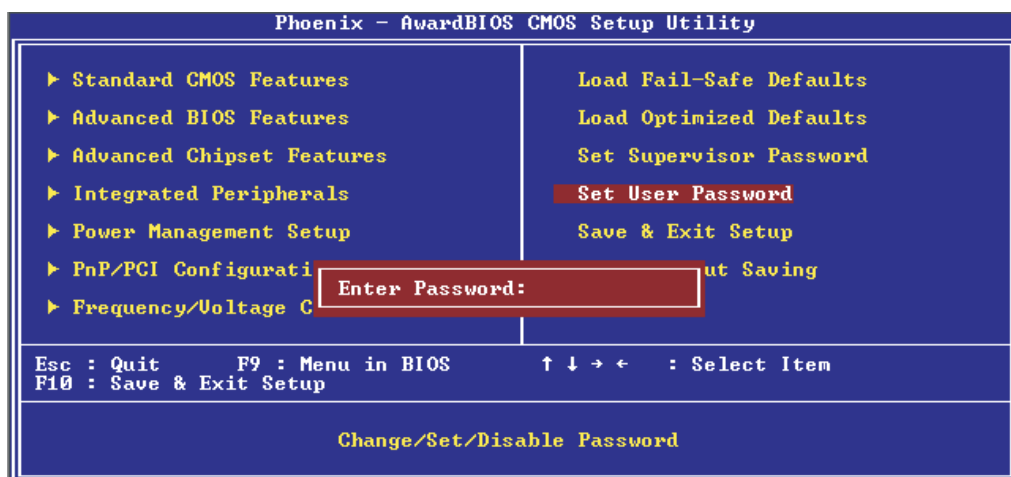 Phoenix - AwardBIOS CMOS Setup Utility
Standard CMOS Features
Advanced BIOS Features
Advanced Chipset Features
Integrated Peripherals
Power Management Setup
PnP/PCI Configurati
Frequency/Voltage C
Load Fail-Safe Defaults
Load Optimized Defaults
Set Supervisor Password
Set User Password
Save & Exit Setup
ut Saving
Enter Password:
Esc : Quit F9 : Menu in BIOS ↑ ↓ → ← : Select Item
F10 : Save & Exit Setup
Change/Set/Disable Password